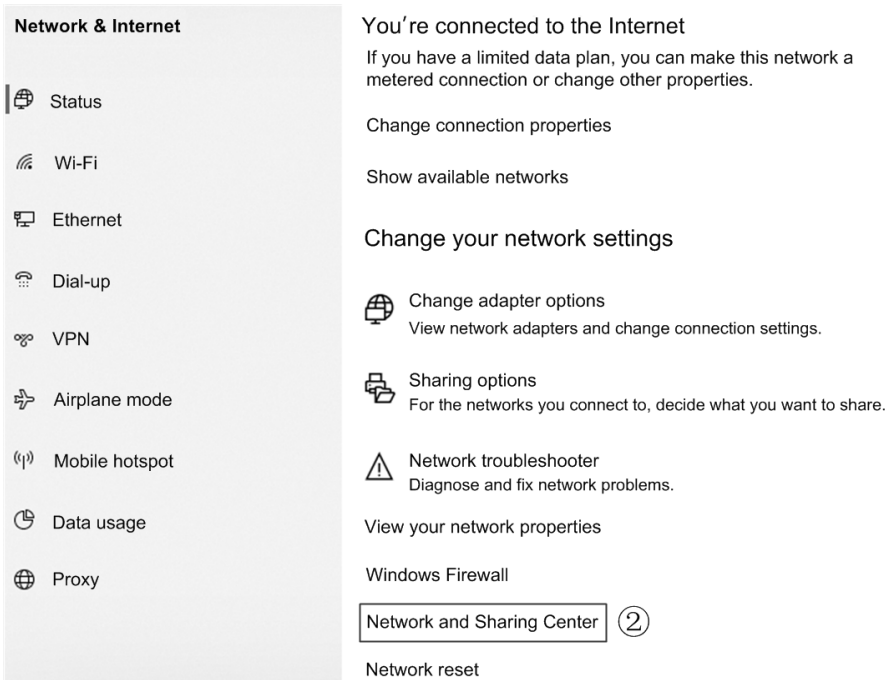 Network & Internet
Status
Wi-Fi
Ethernet
Dial-up
VPN
Airplane mode
Mobile hotspot
Data usage
Proxy
You're connected to the Internet
If you have a limited data plan, you can make this network a
metered connection or change other properties.
Change connection properties
Show available networks
Change your network settings
Change adapter options
View network adapters and change connection settings.
Sharing options
For the networks you connect to, decide what you want to share.
Network troubleshooter
Diagnose and fix network problems.
View your network properties
Windows Firewall
Network and Sharing Center ②
Network reset